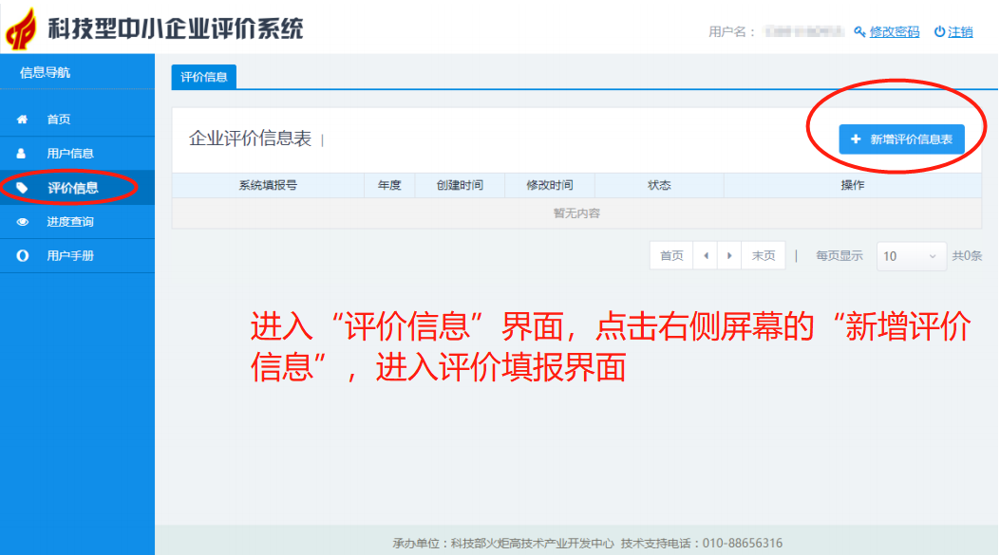 科技型中小企业评价系统
用户名： 修改密码 注销
信息导航
首页
用户信息
评价信息
进度查询
用户手册
评价信息
企业评价信息表 |
+ 新增评价信息表
系统填报号 年度 创建时间 修改时间 状态 操作
暂无内容
首页 末页 | 每页显示 10 共0条
进入“评价信息”界面，点击右侧屏幕的“新增评价
信息”，进入评价填报界面
承办单位：科技部火炬高技术产业开发中心 技术支持电话：010-88656316